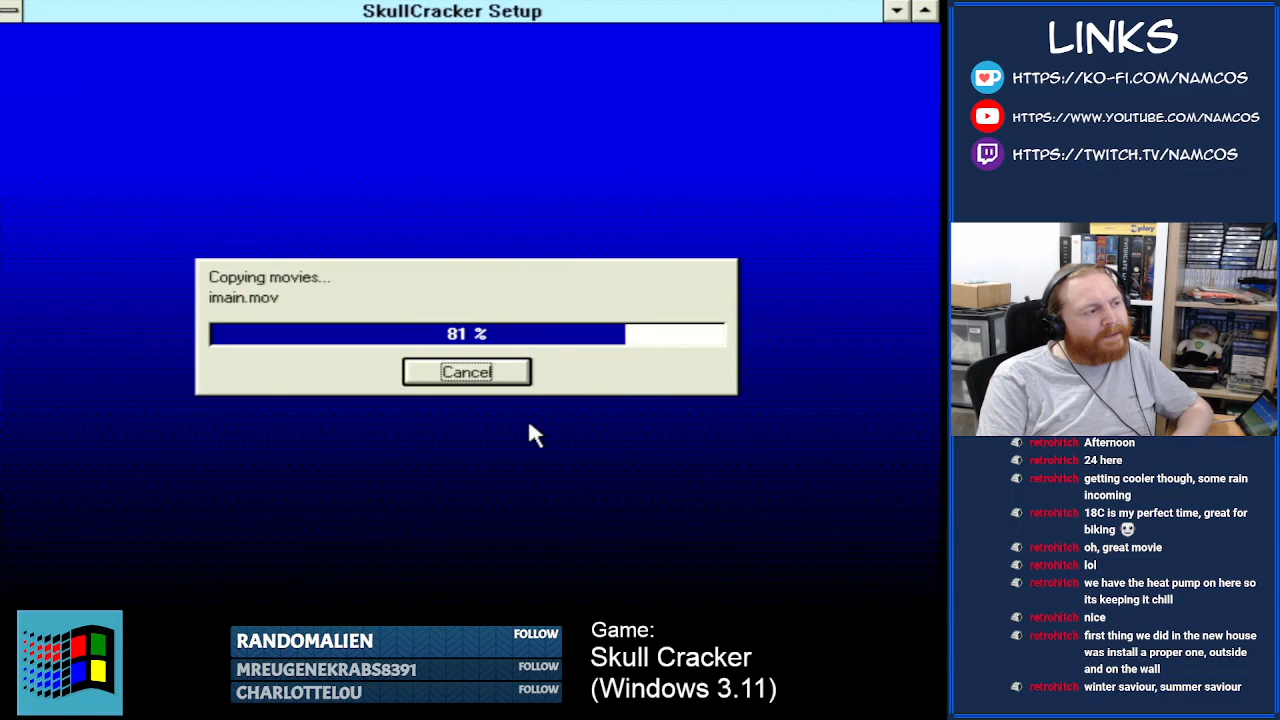 SkullCracker Setup
Copying movies...
imain.mov
81 %
Cancel
LINKS
HTTPS://KO-FI.COM/NAMCOS
HTTPS://WWW.YOUTUBE.COM/NAMCOS
HTTPS://TWITCH.TV/NAMCOS
play
SYNDICATE
retrohitch Afternoon
retrohitch 24 here
retrohitch getting cooler though, some rain
incoming
retrohitch 18C is my perfect time, great for
biking
retrohitch oh, great movie
retrohitch lol
retrohitch we have the heat pump on here so
its keeping it chill
retrohitch nice
retrohitch first thing we did in the new house
was install a proper one, outside
and on the wall
retrohitch winter saviour, summer saviour
RANDOMALIEN FOLLOW
MREUGENEKRABS8391 FOLLOW
CHARLOTTELOU FOLLOW
Game:
Skull Cracker
(Windows 3.11)